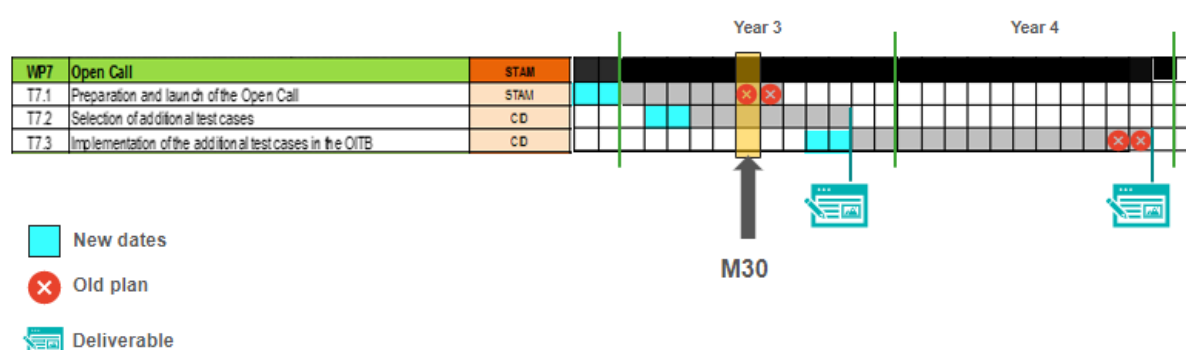 Year 3
Year 4
WP7 Open Call STAM
T7.1 Preparation and launch of the Open Call STAM
T7.2 Selection of additional test cases CID
T7.3 Implementation of the additional test cases in the OITB CID
M30
New dates
Old plan
Deliverable